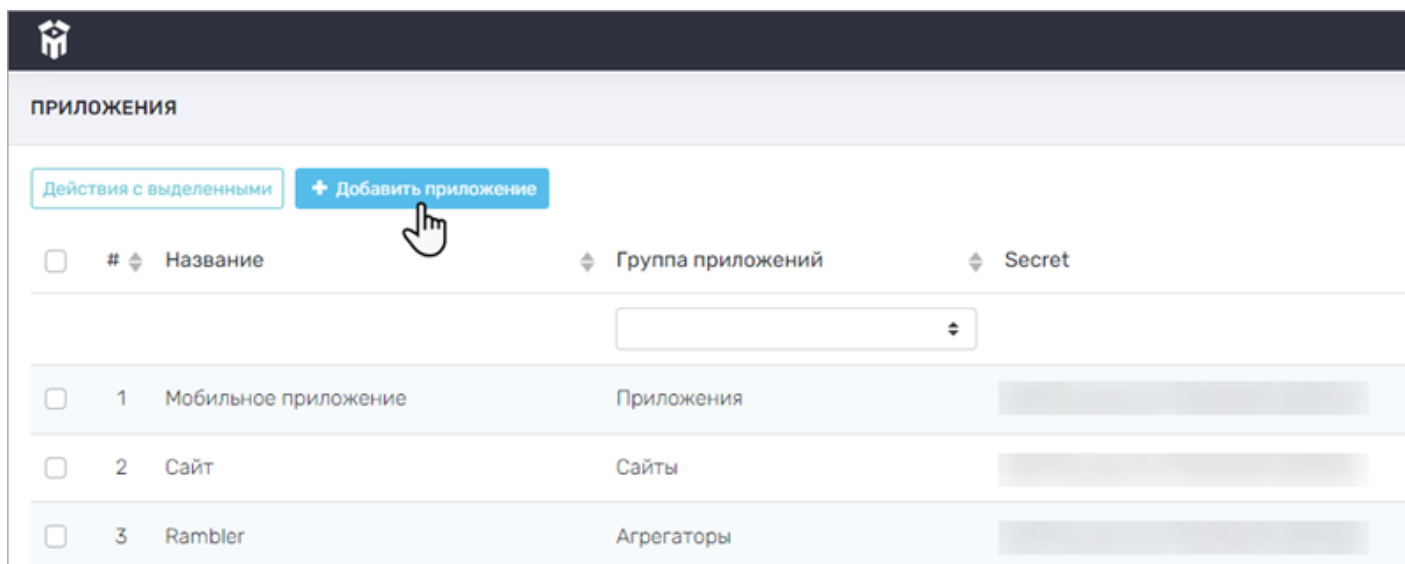 ПРИЛОЖЕНИЯ
Действия с выделенными + Добавить приложение
# Название Группа приложений Secret
1 Мобильное приложение Приложения
2 Сайт Сайты
3 Rambler Агрегаторы